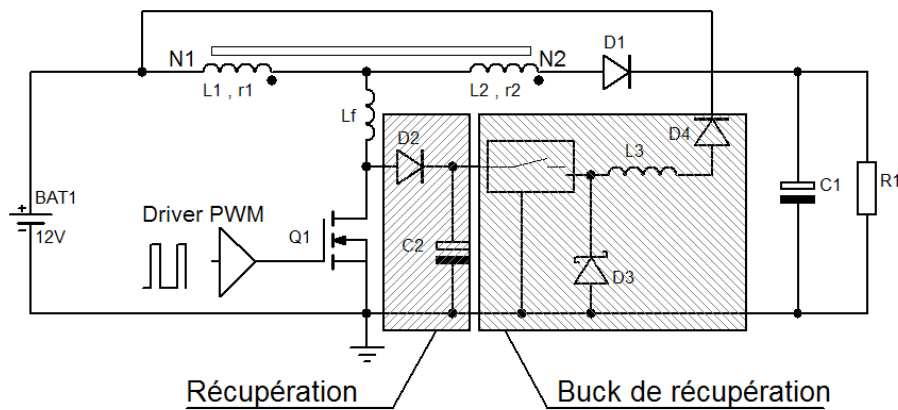 N1
N2
D1
L1 , r1
L2 , r2
Lf
D2
D4
L3
BAT1
12V
Driver PWM
Q1
C2
D3
C1
R1
Récupération
Buck de récupération